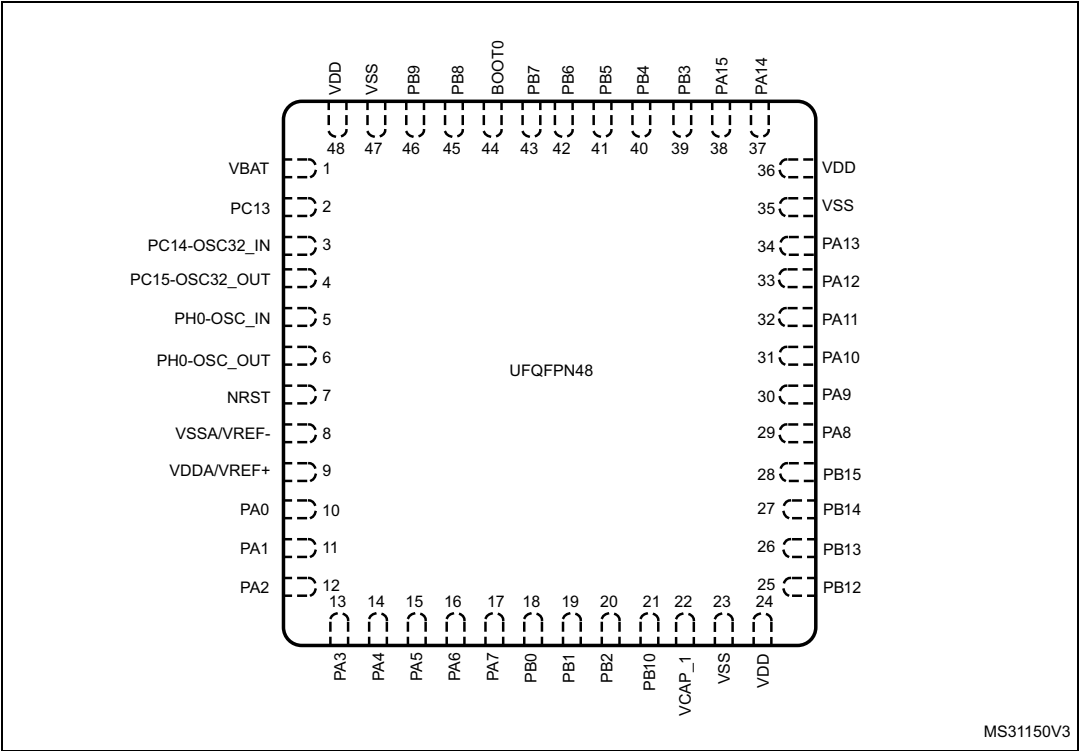 VDD
VSS
PB9
PB8
BOOT0
PB7
PB6
PB5
PB4
PB3
PA15
PA14
48
47
46
45
44
43
42
41
40
39
38
37
VBAT 1
PC13 2
PC14-OSC32_IN 3
PC15-OSC32_OUT 4
PH0-OSC_IN 5
PH0-OSC_OUT 6
NRST 7
VSSA/VREF- 8
VDDA/VREF+ 9
PA0 10
PA1 11
PA2 12
UFQFPN48
36 VDD
35 VSS
34 PA13
33 PA12
32 PA11
31 PA10
30 PA9
29 PA8
28 PB15
27 PB14
26 PB13
25 PB12
13
14
15
16
17
18
19
20
21
22
23
24
PA3
PA4
PA5
PA6
PA7
PB0
PB1
PB2
PB10
VCAP_1
VSS
VDD
MS31150V3